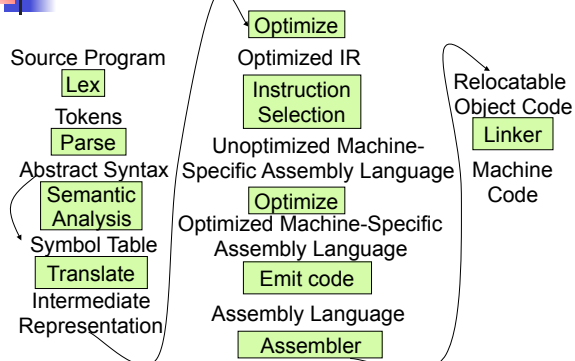 Source Program
Lex
Tokens
Parse
Abstract Syntax
Semantic
Analysis
Symbol Table
Translate
Intermediate
Representation
Optimize
Optimized IR
Instruction
Selection
Unoptimized Machine-
Specific Assembly Language
Optimize
Optimized Machine-Specific
Assembly Language
Emit code
Assembly Language
Assembler
Relocatable
Object Code
Linker
Machine
Code